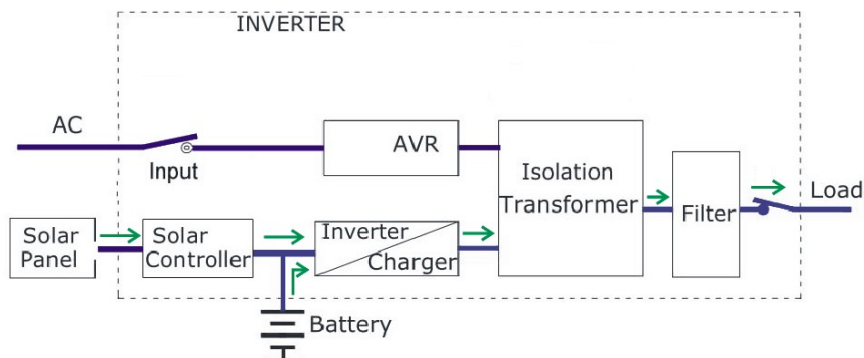 INVERTER
AC
Input
AVR
Isolation
Transformer
Filter
Load
Solar
Panel
Solar
Controller
Inverter
Charger
Battery